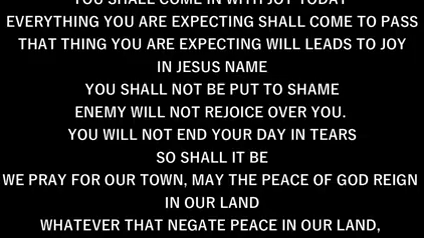 YOU SHALL COME IN WITH JOY TODAY
EVERYTHING YOU ARE EXPECTING SHALL COME TO PASS
THAT THING YOU ARE EXPECTING WILL LEADS TO JOY
IN JESUS NAME
YOU SHALL NOT BE PUT TO SHAME
ENEMY WILL NOT REJOICE OVER YOU.
YOU WILL NOT END YOUR DAY IN TEARS
SO SHALL IT BE
WE PRAY FOR OUR TOWN, MAY THE PEACE OF GOD REIGN
IN OUR LAND
WHATEVER THAT NEGATE PEACE IN OUR LAND,